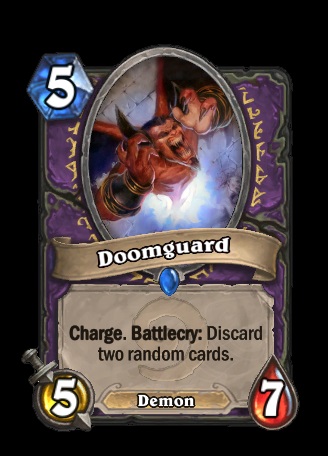 5
Doomguard
Charge. Battlecry: Discard
two random cards.
5
Demon
7